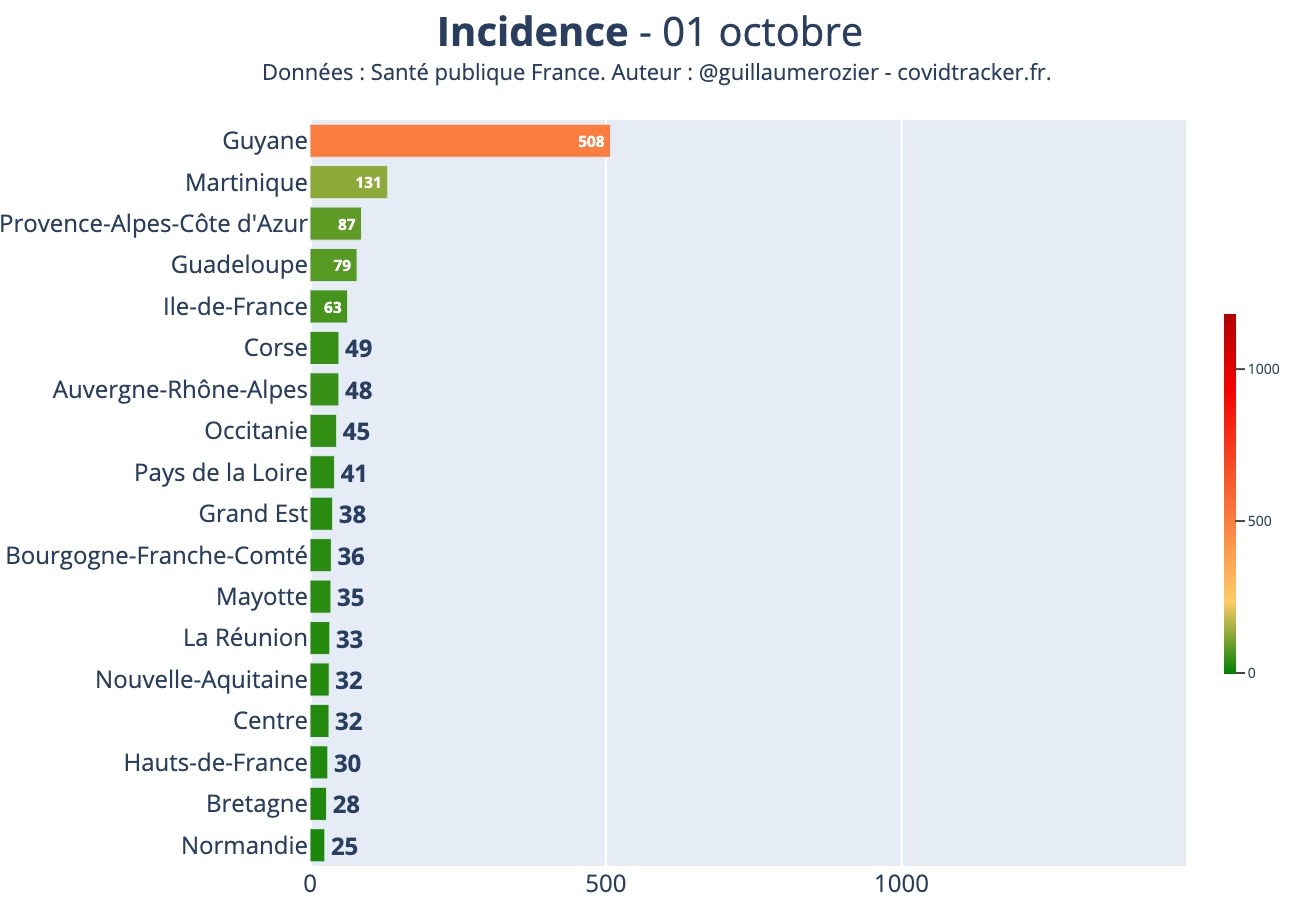 Incidence - 01 octobre
Données : Santé publique France. Auteur : @guillaumerozier - covidtracker.fr.
Guyane 508
Martinique 131
Provence-Alpes-Côte d'Azur 87
Guadeloupe 79
Ile-de-France 63
Corse 49
Auvergne-Rhône-Alpes 48
Occitanie 45
Pays de la Loire 41
Grand Est 38
Bourgogne-Franche-Comté 36
Mayotte 35
La Réunion 33
Nouvelle-Aquitaine 32
Centre 32
Hauts-de-France 30
Bretagne 28
Normandie 25
0 500 1000
1000
500
0